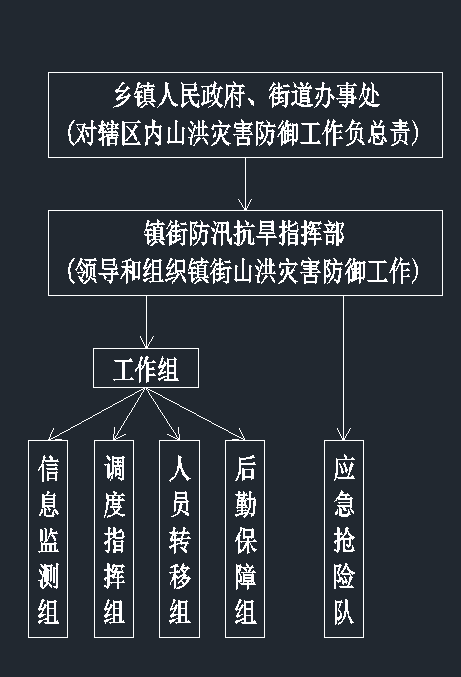 乡镇人民政府、街道办事处
(对辖区内山洪灾害防御工作负总责)
镇街防汛抗旱指挥部
(领导和组织镇街山洪灾害防御工作)
工作组
信息监测组
调度指挥组
人员转移组
后勤保障组
应急抢险队